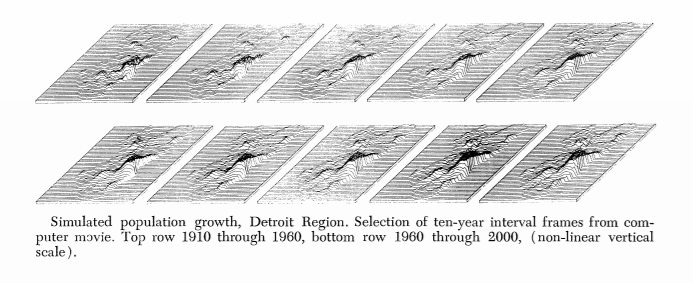 Simulated population growth, Detroit Region. Selection of ten-year interval frames from com-
puter movie. Top row 1910 through 1960, bottom row 1960 through 2000, (non-linear vertical
scale).